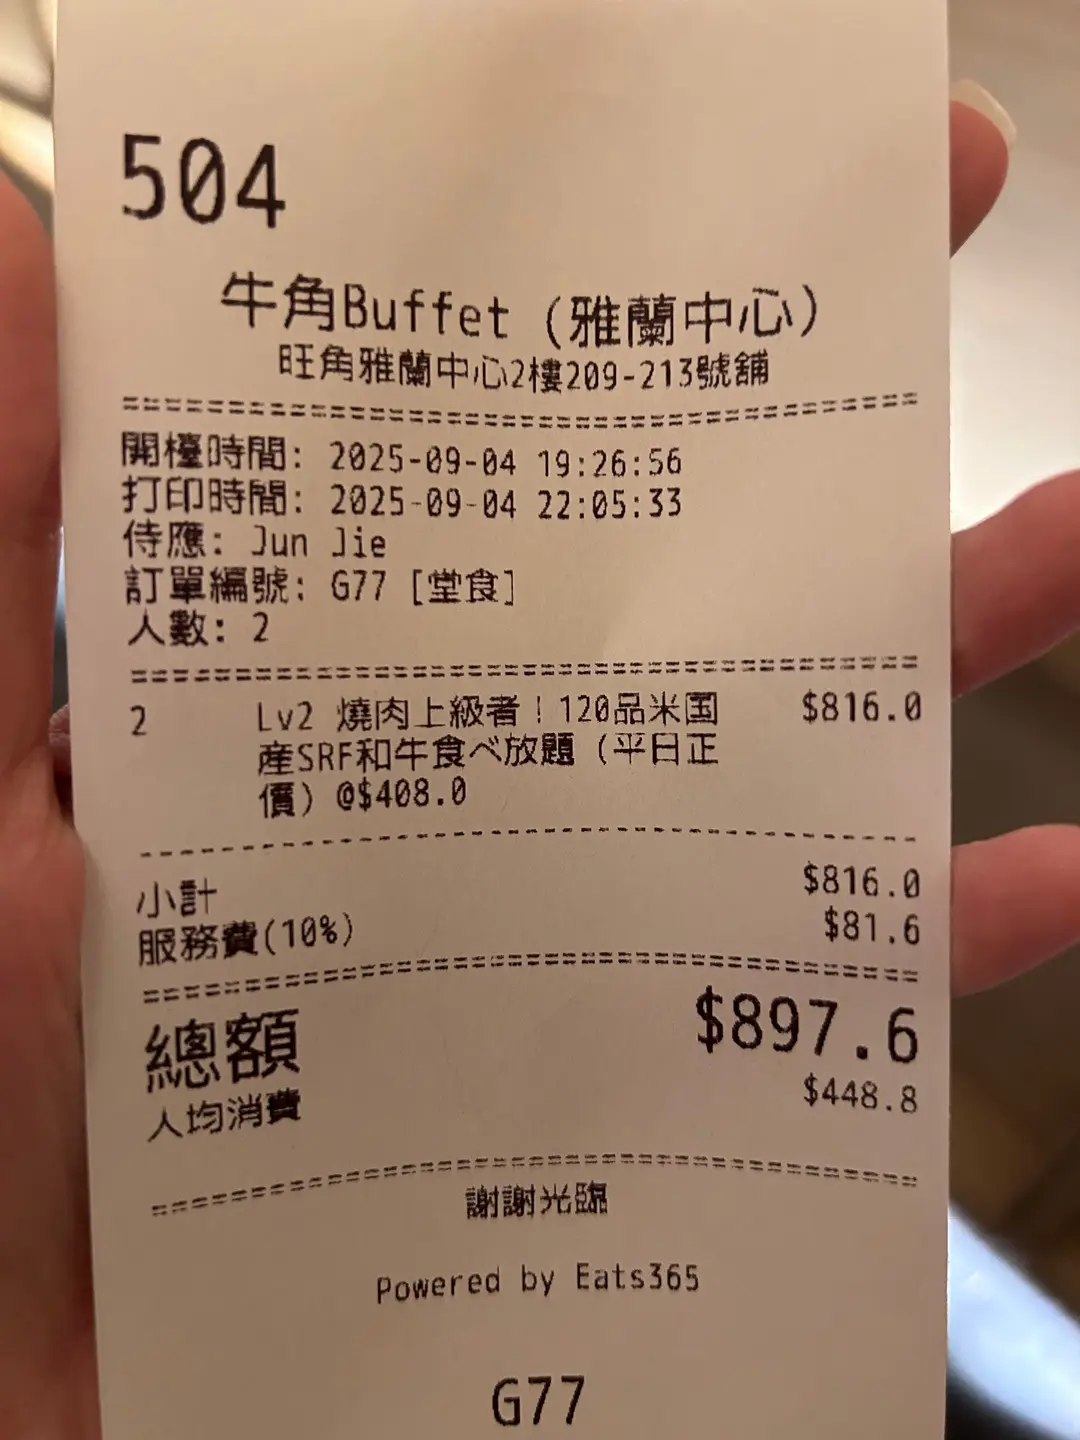 504
牛角Buffet (雅蘭中心)
旺角雅蘭中心2樓209-213號舖
開檯時間: 2025-09-04 19:26:56
打印時間: 2025-09-04 22:05:33
侍應: Jun Jie
訂單編號: G77 [堂食]
人數: 2
2 Lv2 燒肉上級者！120品米国 $816.0
産SRF和牛食べ放題（平日正
價）@$408.0
小計 $816.0
服務費(10%) $81.6
總額 $897.6
人均消費 $448.8
謝謝光臨
Powered by Eats365
G77